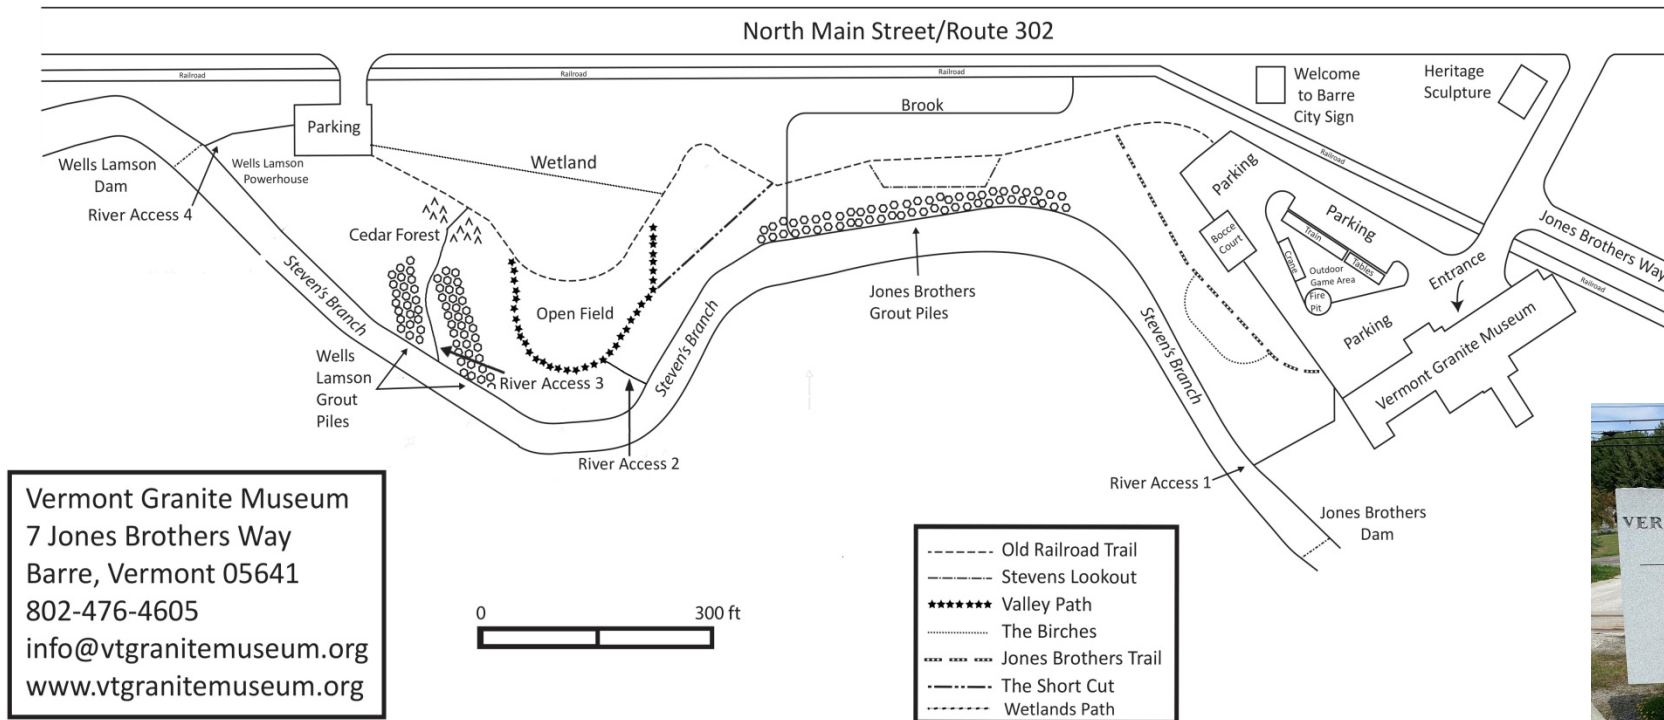 North Main Street/Route 302
Railroad
Railroad
Railroad
Welcome
to Barre
City Sign
Heritage
Sculpture
Parking
Brook
Wetland
Wells Lamson
Dam
Wells Lamson
Powerhouse
River Access 4
Railroad
Parking
Parking
Jones Brothers Way
Railroad
Cedar Forest
Bocce
Court
Train
Tables
Crane
Outdoor
Game Area
Fire
Pit
Entrance
Parking
Vermont Granite Museum
Steven's Branch
Open Field
Jones Brothers
Grout Piles
Steven's Branch
Steven's Branch
Wells
Lamson
Grout
Piles
River Access 3
River Access 2
River Access 1
Jones Brothers
Dam
Vermont Granite Museum
7 Jones Brothers Way
Barre, Vermont 05641
802-476-4605
info@vtgranitemuseum.org
www.vtgranitemuseum.org
0 300 ft
Old Railroad Trail
Stevens Lookout
Valley Path
The Birches
Jones Brothers Trail
The Short Cut
Wetlands Path
VER